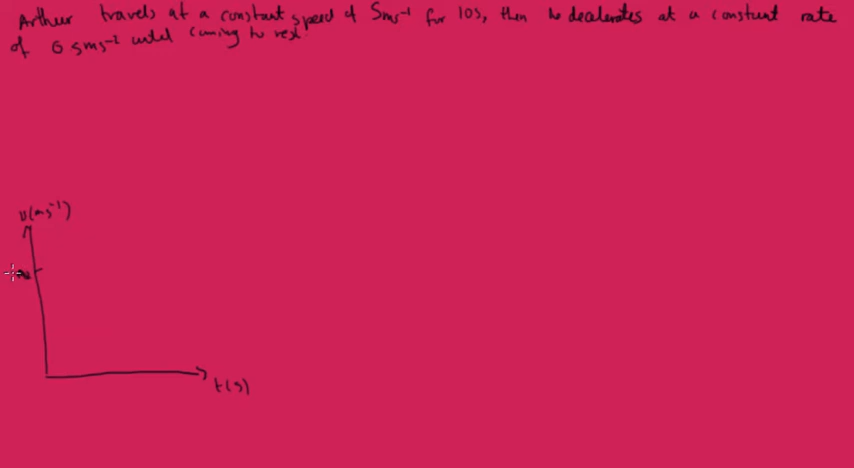 Arthur travels at a constant speed of 5ms⁻¹ for 10s, then he decelerates at a constant rate
of 0.5ms⁻² until coming to rest.
v(ms⁻¹)
t(s)